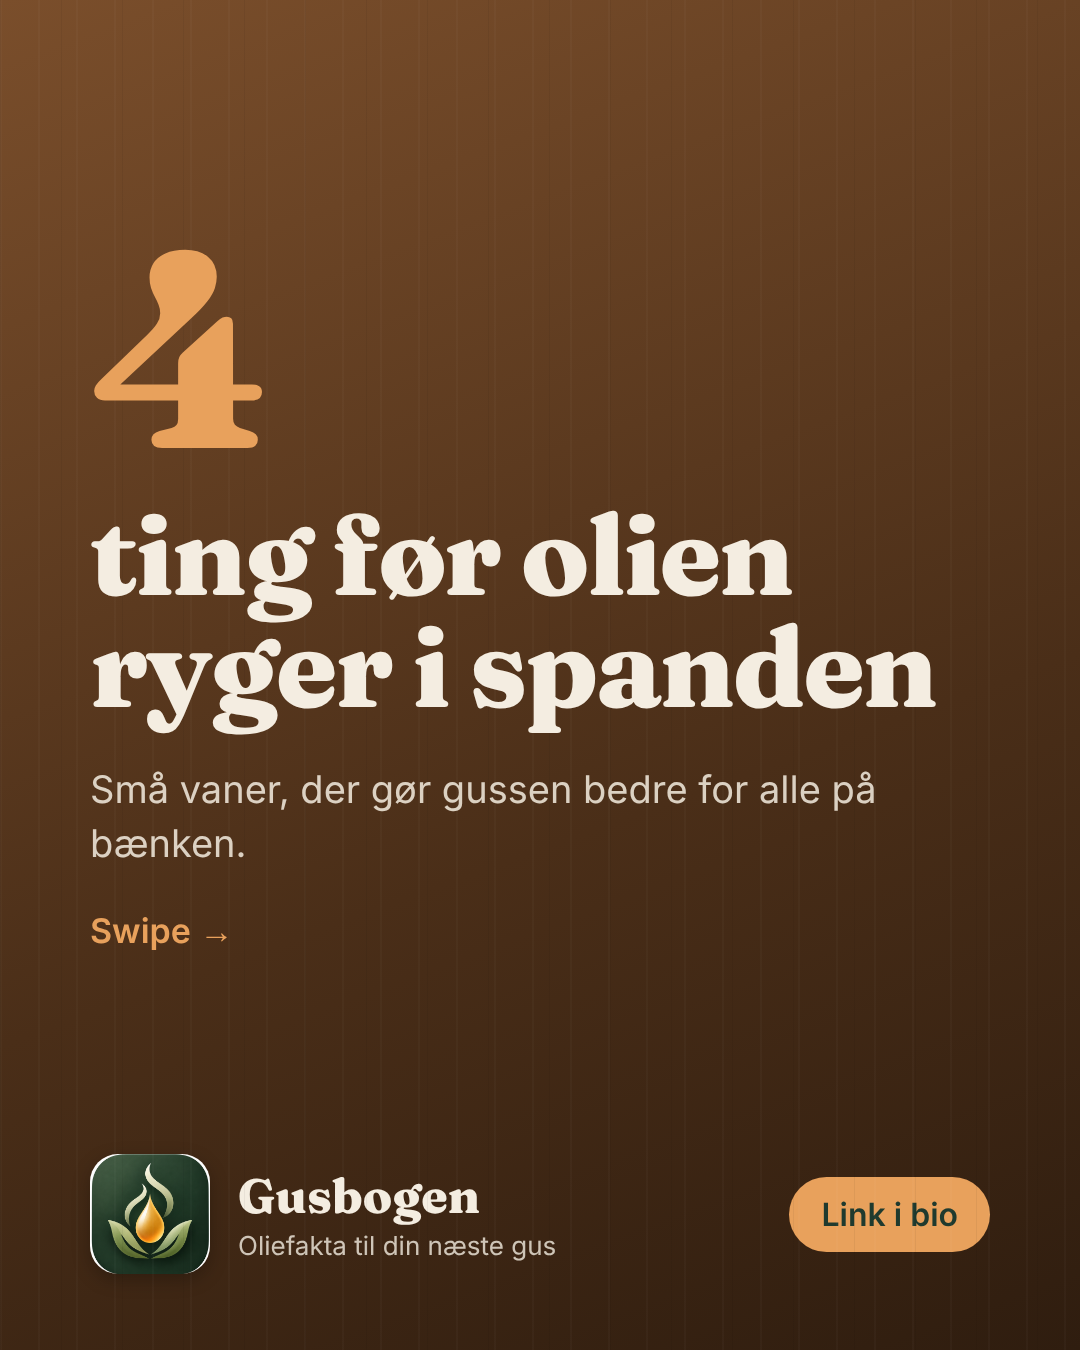 4
ting før olien
ryger i spanden
Små vaner, der gør gussen bedre for alle på
bænken.
Swipe →
Gusbogen
Oliefakta til din næste gus
Link i bio